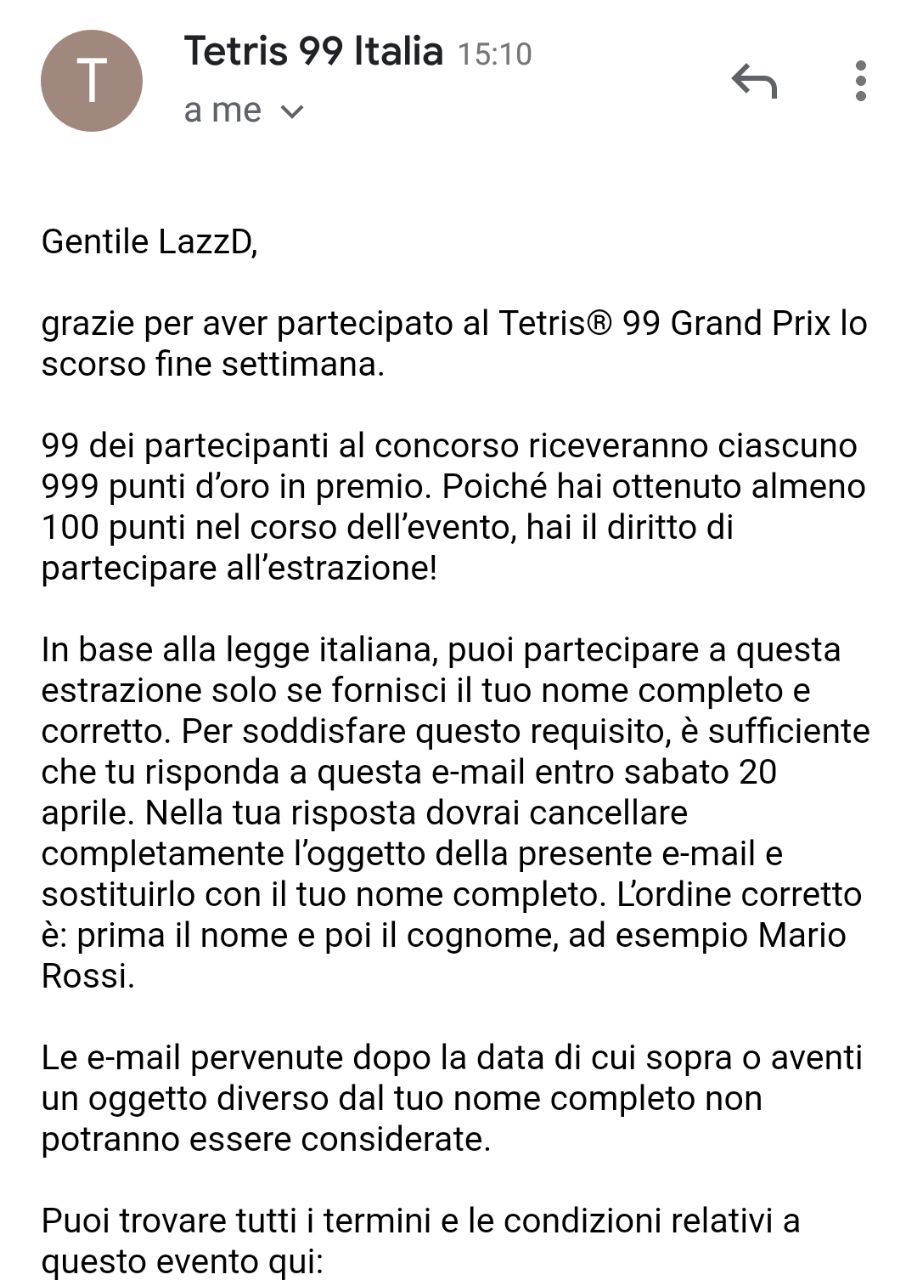 T
Tetris 99 Italia 15:10
a me
Gentile LazzD,
grazie per aver partecipato al Tetris® 99 Grand Prix lo
scorso fine settimana.
99 dei partecipanti al concorso riceveranno ciascuno
999 punti d’oro in premio. Poiché hai ottenuto almeno
100 punti nel corso dell’evento, hai il diritto di
partecipare all’estrazione!
In base alla legge italiana, puoi partecipare a questa
estrazione solo se fornisci il tuo nome completo e
corretto. Per soddisfare questo requisito, è sufficiente
che tu risponda a questa e-mail entro sabato 20
aprile. Nella tua risposta dovrai cancellare
completamente l’oggetto della presente e-mail e
sostituirlo con il tuo nome completo. L’ordine corretto
è: prima il nome e poi il cognome, ad esempio Mario
Rossi.
Le e-mail pervenute dopo la data di cui sopra o aventi
un oggetto diverso dal tuo nome completo non
potranno essere considerate.
Puoi trovare tutti i termini e le condizioni relativi a
questo evento qui: